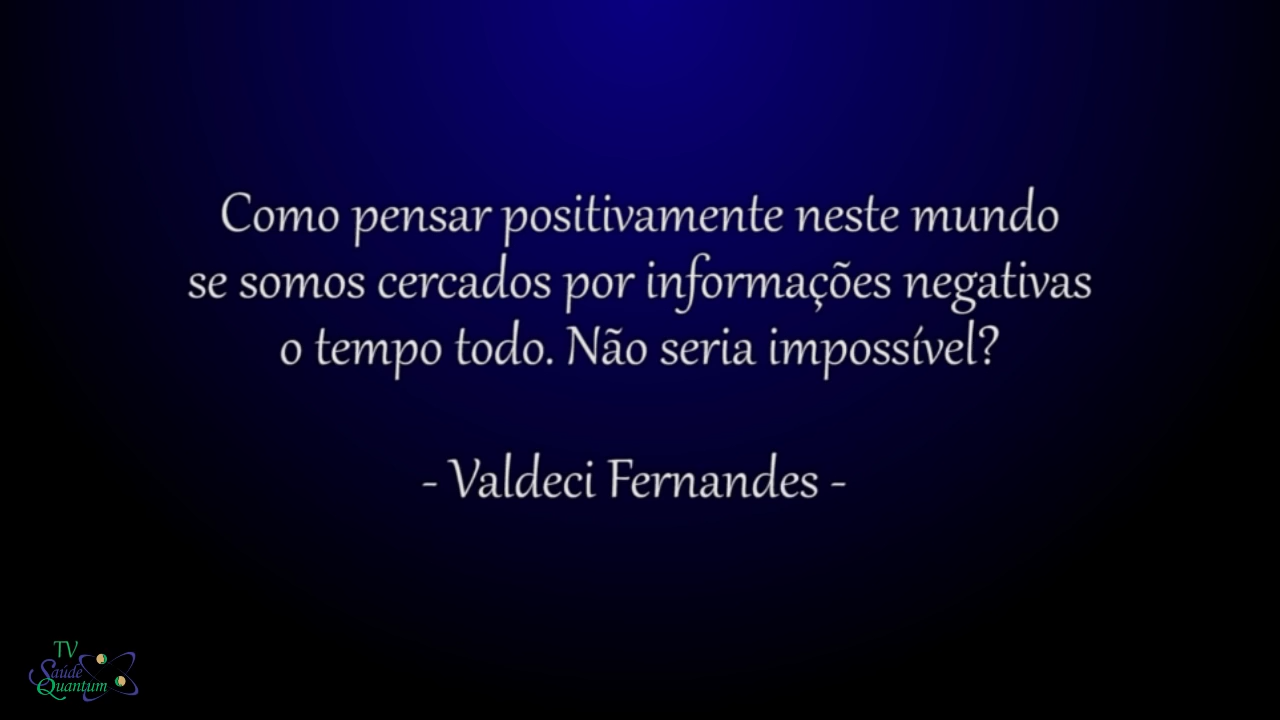 Como pensar positivamente neste mundo
se somos cercados por informações negativas
o tempo todo. Não seria impossível?
- Valdeci Fernandes -
TV
Saúde
Quantum